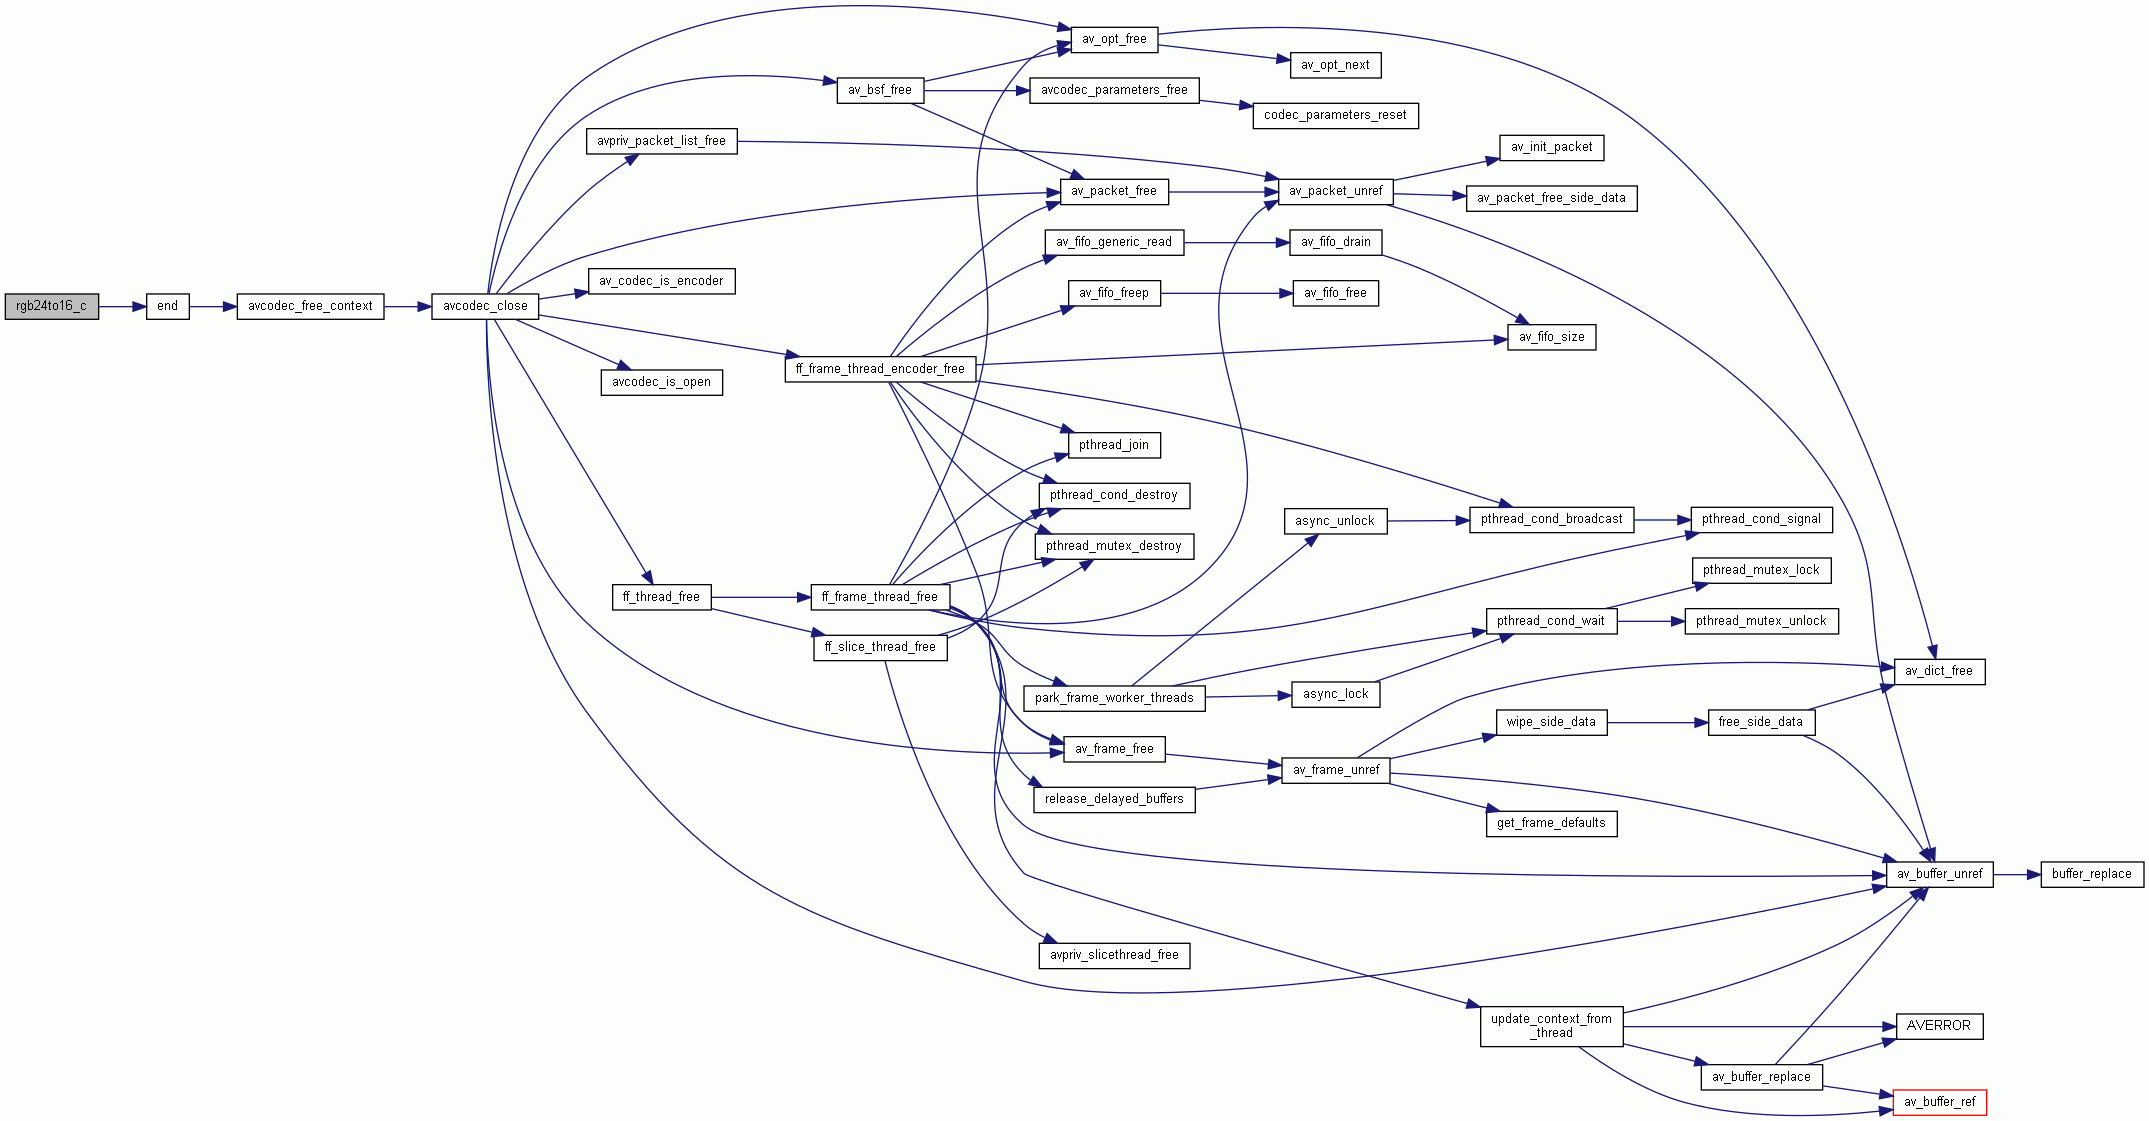 av_opt_free
av_opt_next
av_bsf_free
avcodec_parameters_free
codec_parameters_reset
avpriv_packet_list_free
av_init_packet
av_packet_free
av_packet_unref
av_packet_free_side_data
av_fifo_generic_read
av_fifo_drain
av_codec_is_encoder
av_fifo_freep
av_fifo_free
rgb24to16_c
end
avcodec_free_context
avcodec_close
av_fifo_size
ff_frame_thread_encoder_free
avcodec_is_open
pthread_join
pthread_cond_destroy
async_unlock
pthread_cond_broadcast
pthread_cond_signal
pthread_mutex_destroy
pthread_mutex_lock
ff_thread_free
ff_frame_thread_free
pthread_cond_wait
pthread_mutex_unlock
ff_slice_thread_free
av_dict_free
park_frame_worker_threads
async_lock
wipe_side_data
free_side_data
av_frame_free
av_frame_unref
release_delayed_buffers
get_frame_defaults
av_buffer_unref
buffer_replace
avpriv_slicethread_free
update_context_from
_thread
AVERROR
av_buffer_replace
av_buffer_ref